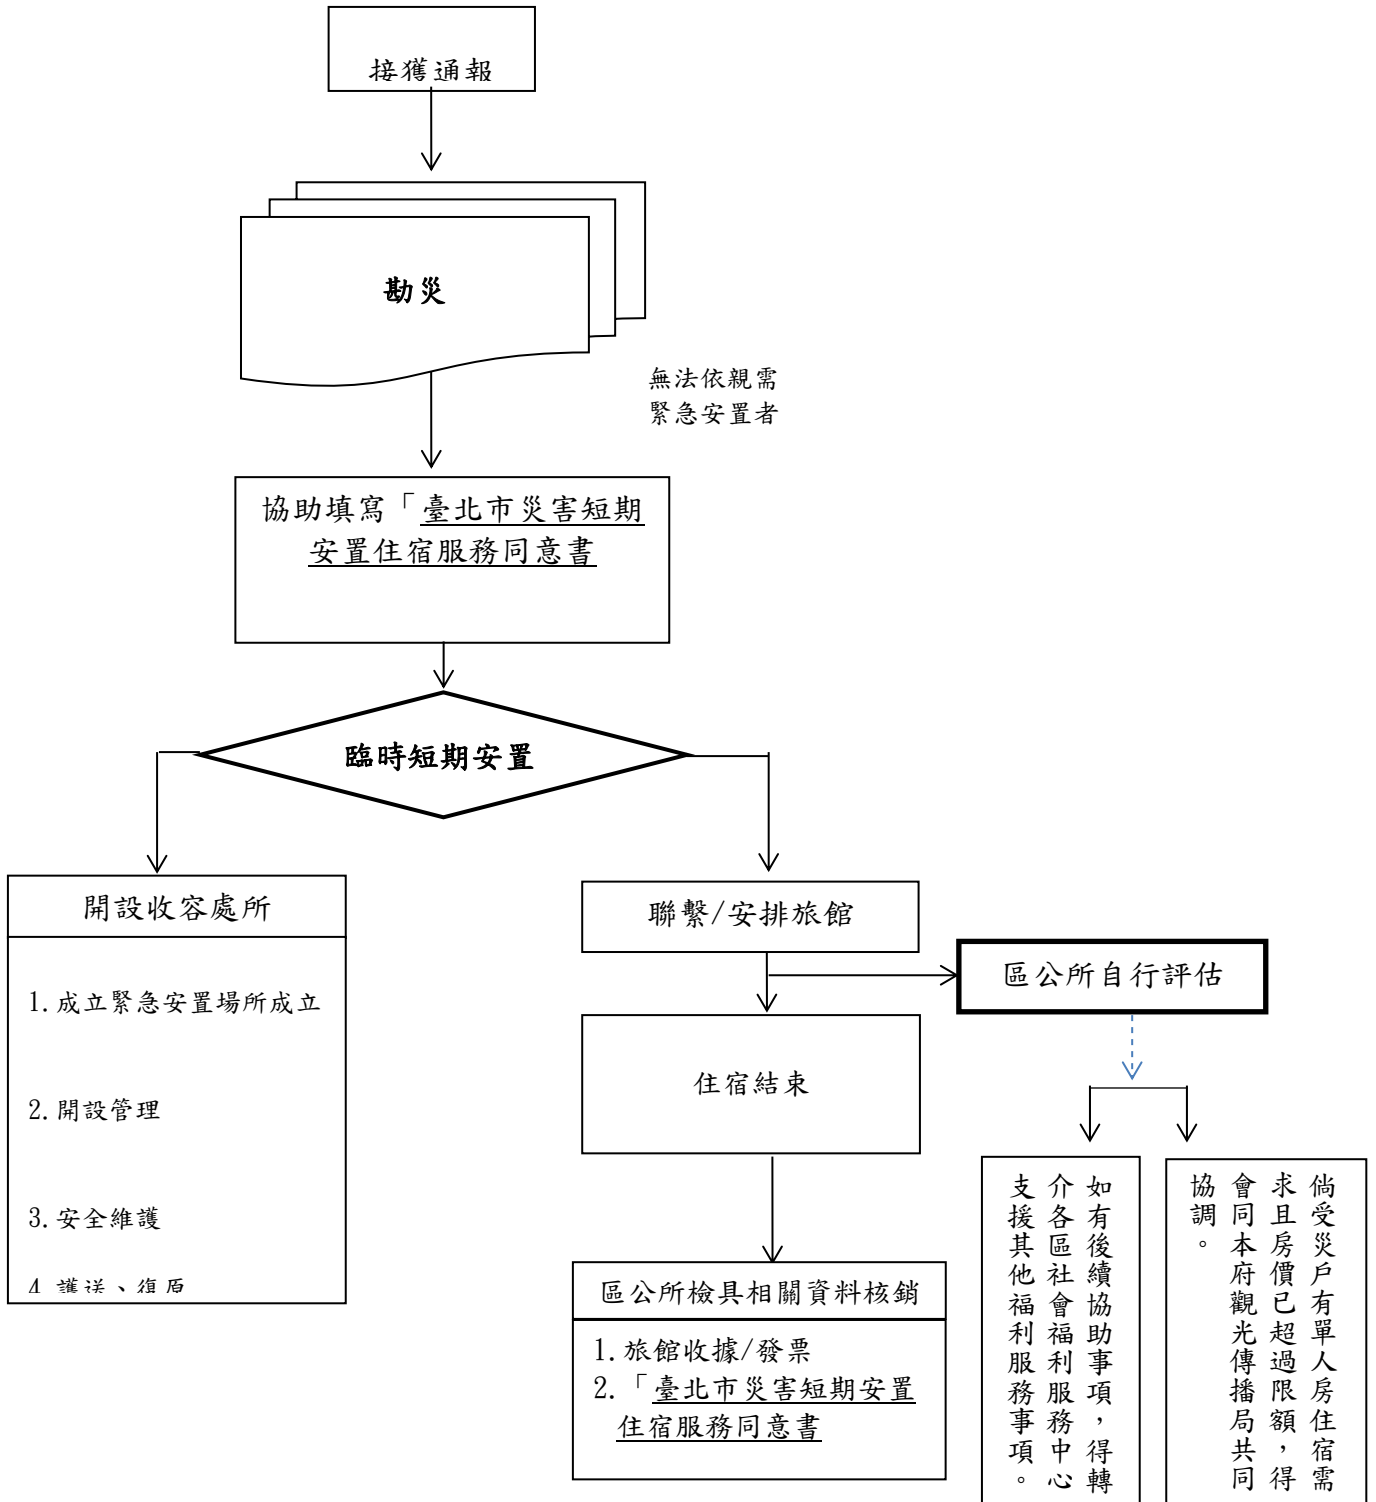 接獲通報
勘災
無法依親需
緊急安置者
協助填寫「臺北市災害短期
安置住宿服務同意書
臨時短期安置
開設收容處所
1.成立緊急安置場所成立
2.開設管理
3.安全維護
4.護送、復原
聯繫/安排旅館
區公所自行評估
住宿結束
區公所檢具相關資料核銷
1.旅館收據/發票
2.「臺北市災害短期安置
住宿服務同意書
如有後續協助事項，得轉
介各區社會福利服務中心
支援其他福利服務事項。
倘受災戶有單人房住宿需
求且房價已超過限額，得
會同本府觀光傳播局共同
協調。